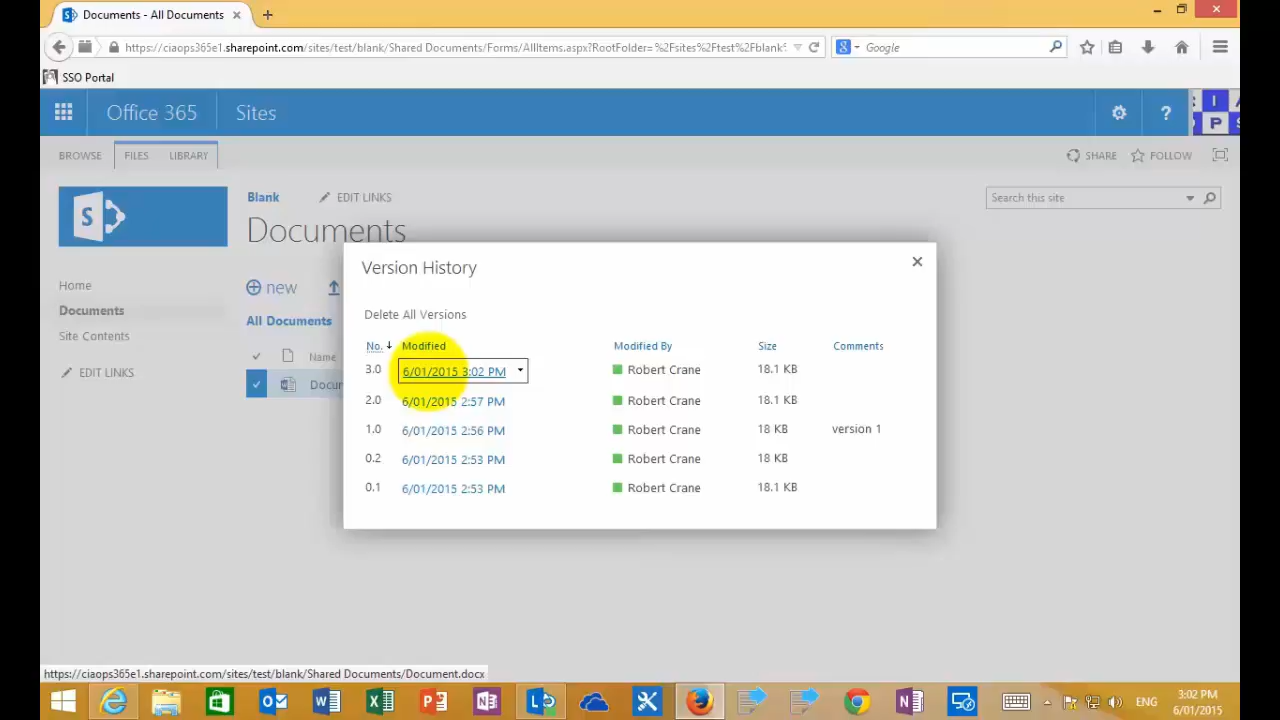 Documents - All Documents
https://ciaops365e1.sharepoint.com/sites/test/blank/Shared Documents/Forms/AllItems.aspx?RootFolder=%2Fsites%2Ftest%2Fblank%
Google
SSO Portal
Office 365 Sites
I A
P S
BROWSE FILES LIBRARY SHARE FOLLOW
S
Blank EDIT LINKS
Search this site
Documents
Version History
Home
new
Documents
Delete All Versions
All Documents
Site Contents
No. Modified Modified By Size Comments
Name
3.0 6/01/2015 3:02 PM Robert Crane 18.1 KB
EDIT LINKS
Docu
2.0 6/01/2015 2:57 PM Robert Crane 18.1 KB
1.0 6/01/2015 2:56 PM Robert Crane 18 KB version 1
0.2 6/01/2015 2:53 PM Robert Crane 18 KB
0.1 6/01/2015 2:53 PM Robert Crane 18.1 KB
https://ciaops365e1.sharepoint.com/sites/test/blank/Shared Documents/Document.docx
ENG
3:02 PM
6/01/2015